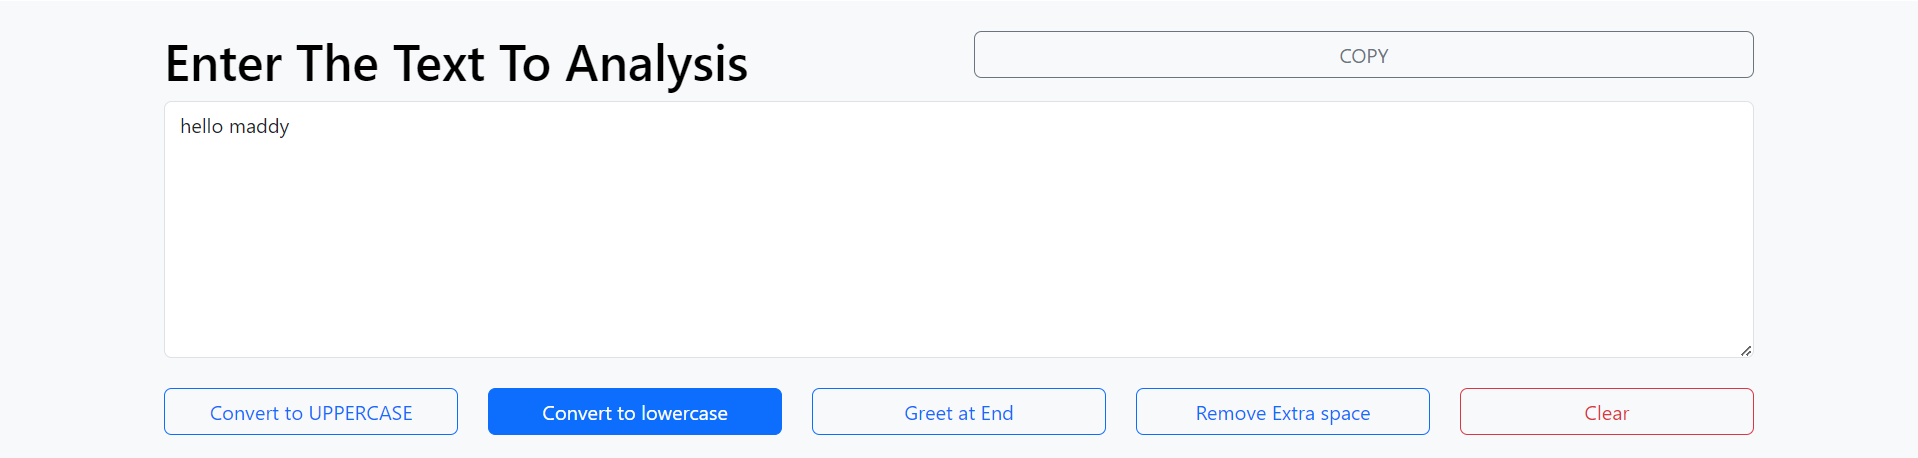 Enter The Text To Analysis
COPY
hello maddy
Convert to UPPERCASE
Convert to lowercase
Greet at End
Remove Extra space
Clear